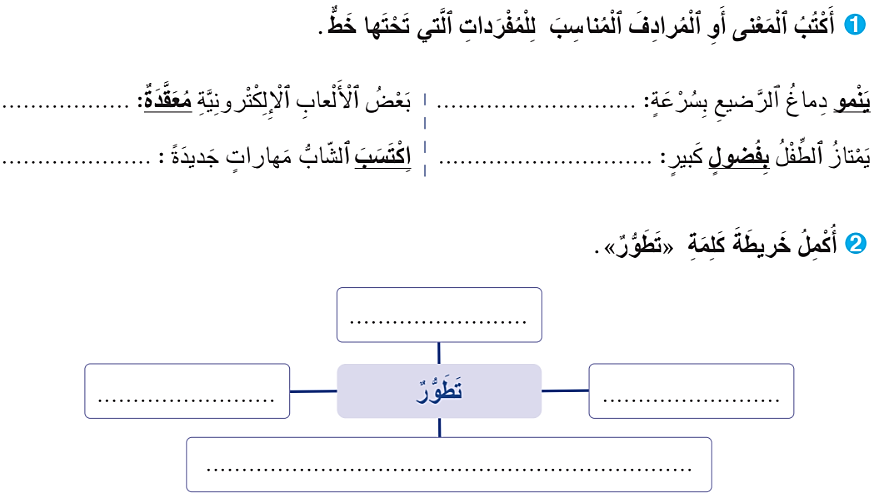 1 أَكْتُبُ ٱلْمَعْنى أَوِ ٱلْمُرادِفَ ٱلْمُناسِبَ لِلْمُفْرَداتِ ٱلَّتي تَحْتَها خَطٌّ.
يَنْمو دِماغُ ٱلرَّضيعِ بِسُرْعَةٍ: ............................ بَعْضُ ٱلْأَلْعابِ ٱلْإِلِكْتْرونِيَّةِ مُعَقَّدَةٌ: ..................
يَمْتازُ ٱلطِّفْلُ بِفُضولٍ كَبيرٍ: .............................. اِكْتَسَبَ ٱلشّابُّ مَهاراتٍ جَديدَةً : .....................
2 أُكْمِلُ خَريطَةَ كَلِمَةِ «تَطَوُّرٌ».
.........................
......................... تَطَوُّرٌ .........................
....................................................................